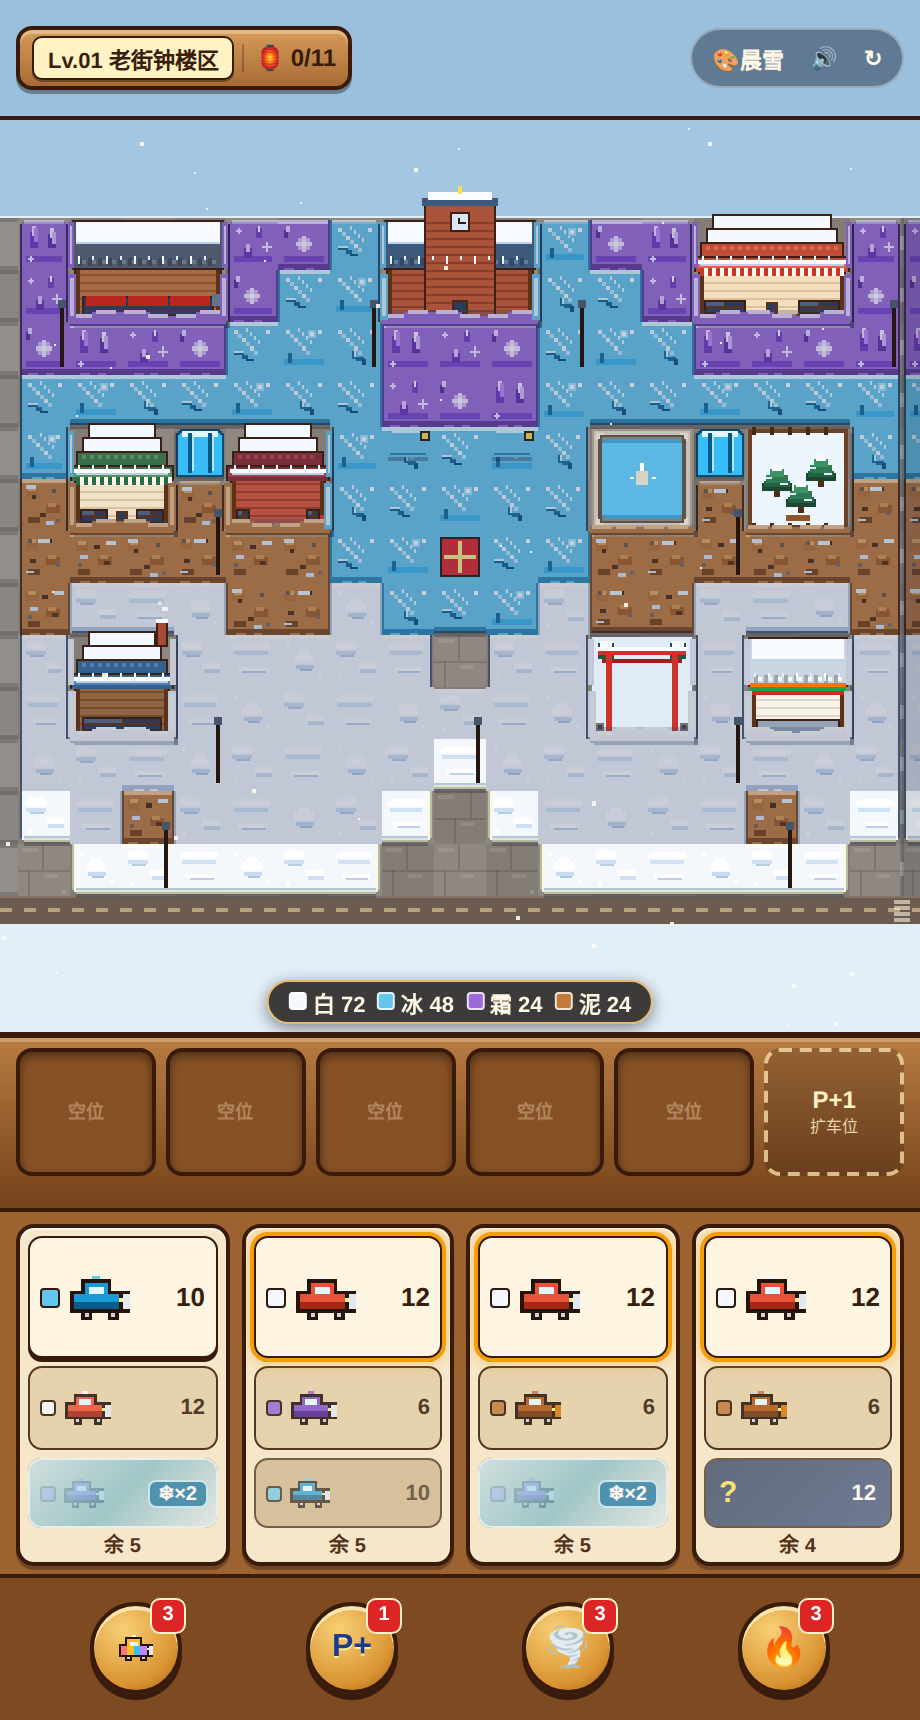 Lv.01 老街钟楼区 0/11 晨雪
白 72 冰 48 霜 24 泥 24
空位 空位 空位 空位 空位 P+1
扩车位
10 12 12 12
12 6 6 6
×2 10 ×2 ? 12
余 5 余 5 余 5 余 4
3 1 3 3
P+